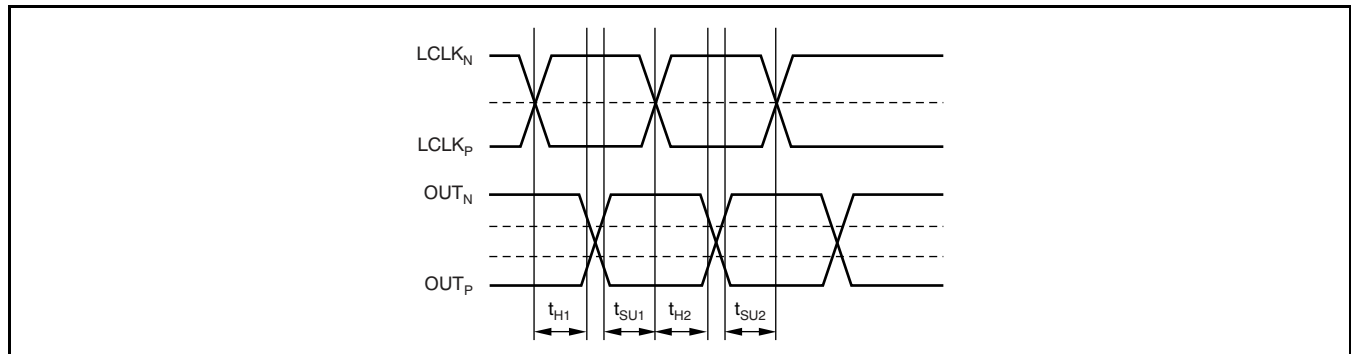 LCLKN
LCLKP
OUTN
OUTP
tH1 tSU1 tH2 tSU2